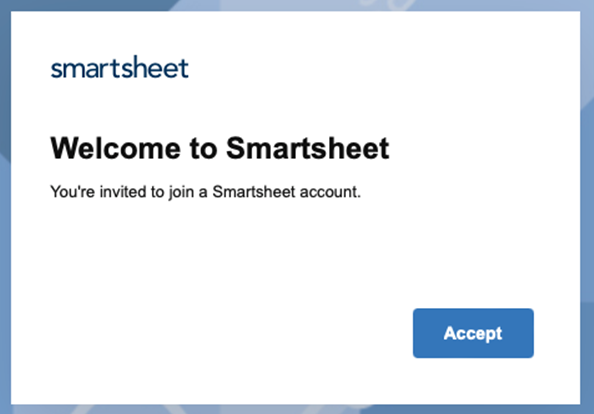 smartsheet
Welcome to Smartsheet
You're invited to join a Smartsheet account.
Accept